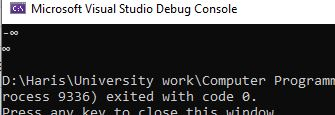 Microsoft Visual Studio Debug Console
-∞
∞
D:\Haris\University work\Computer Programm
rocess 9336) exited with code 0.
Press any key to close this window